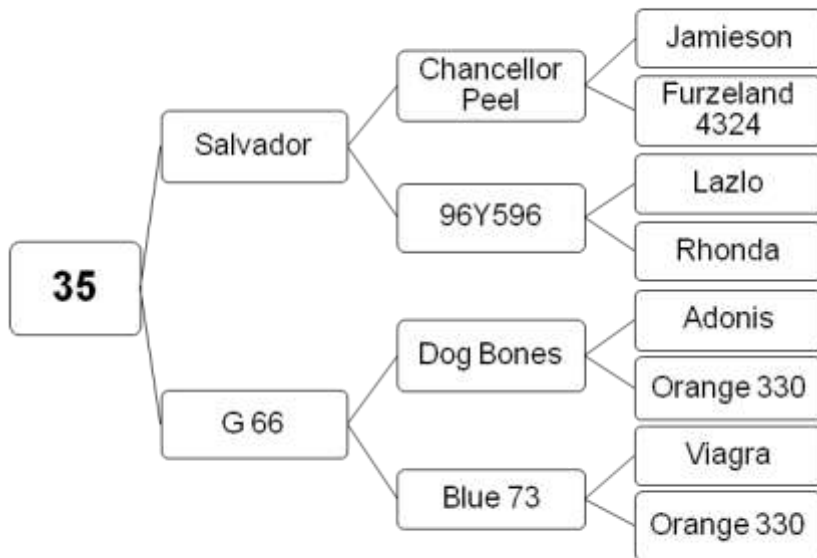 Jamieson
Chancellor
Peel
Furzeland
4324
Salvador
Lazlo
96Y596
Rhonda
35
Adonis
Dog Bones
Orange 330
G 66
Viagra
Blue 73
Orange 330